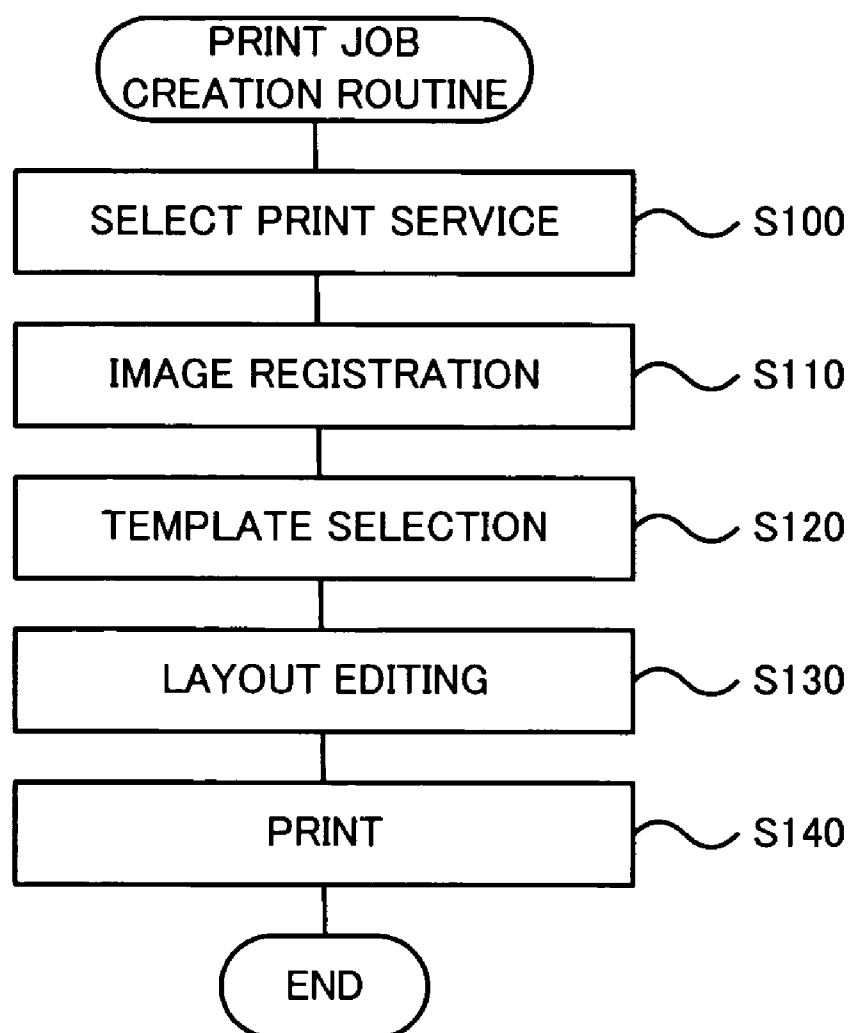 PRINT JOB
CREATION ROUTINE
SELECT PRINT SERVICE S100
IMAGE REGISTRATION S110
TEMPLATE SELECTION S120
LAYOUT EDITING S130
PRINT S140
END